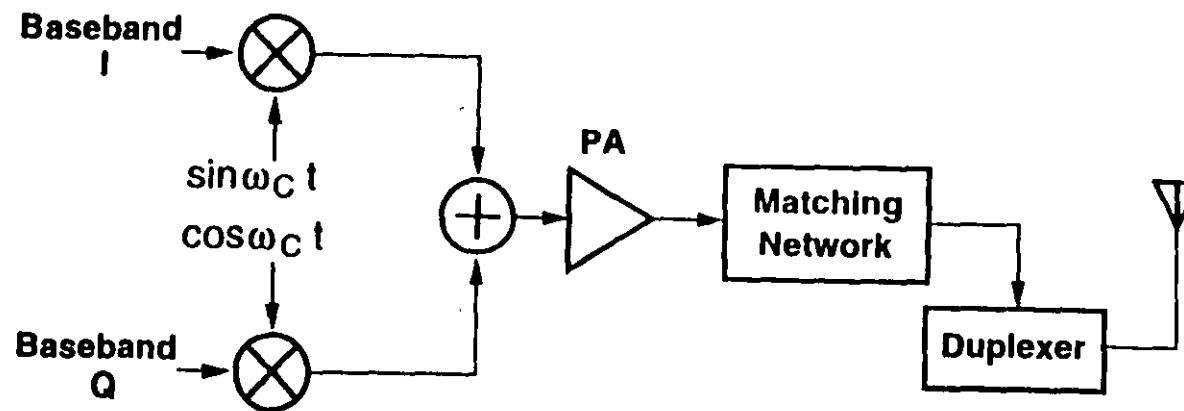 Baseband
I
sinω_C t
cosω_C t
Baseband
Q
PA
Matching
Network
Duplexer